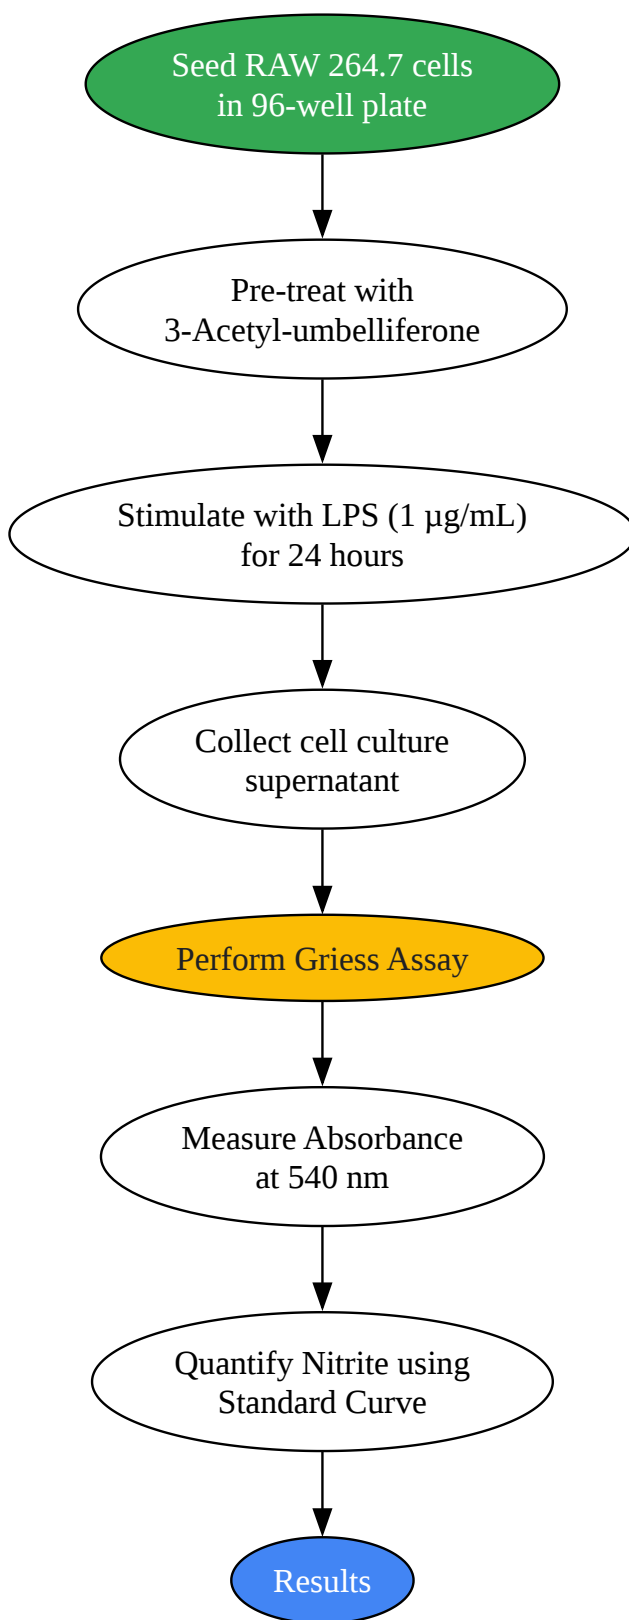 Seed RAW 264.7 cells
in 96-well plate
Pre-treat with
3-Acetyl-umbelliferone
Stimulate with LPS (1 µg/mL)
for 24 hours
Collect cell culture
supernatant
Perform Griess Assay
Measure Absorbance
at 540 nm
Quantify Nitrite using
Standard Curve
Results